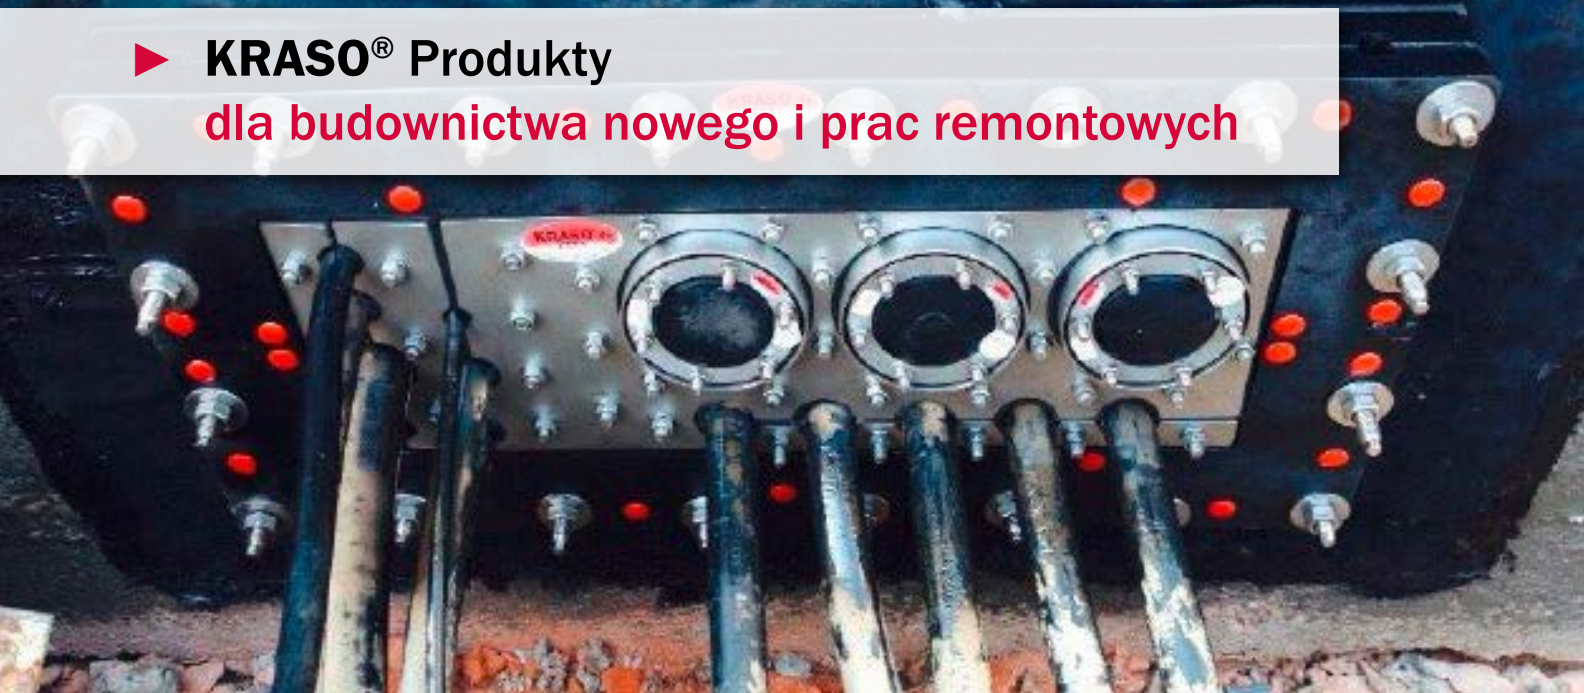 ► KRASO® Produkty
dla budownictwa nowego i prac remontowych
KRASO